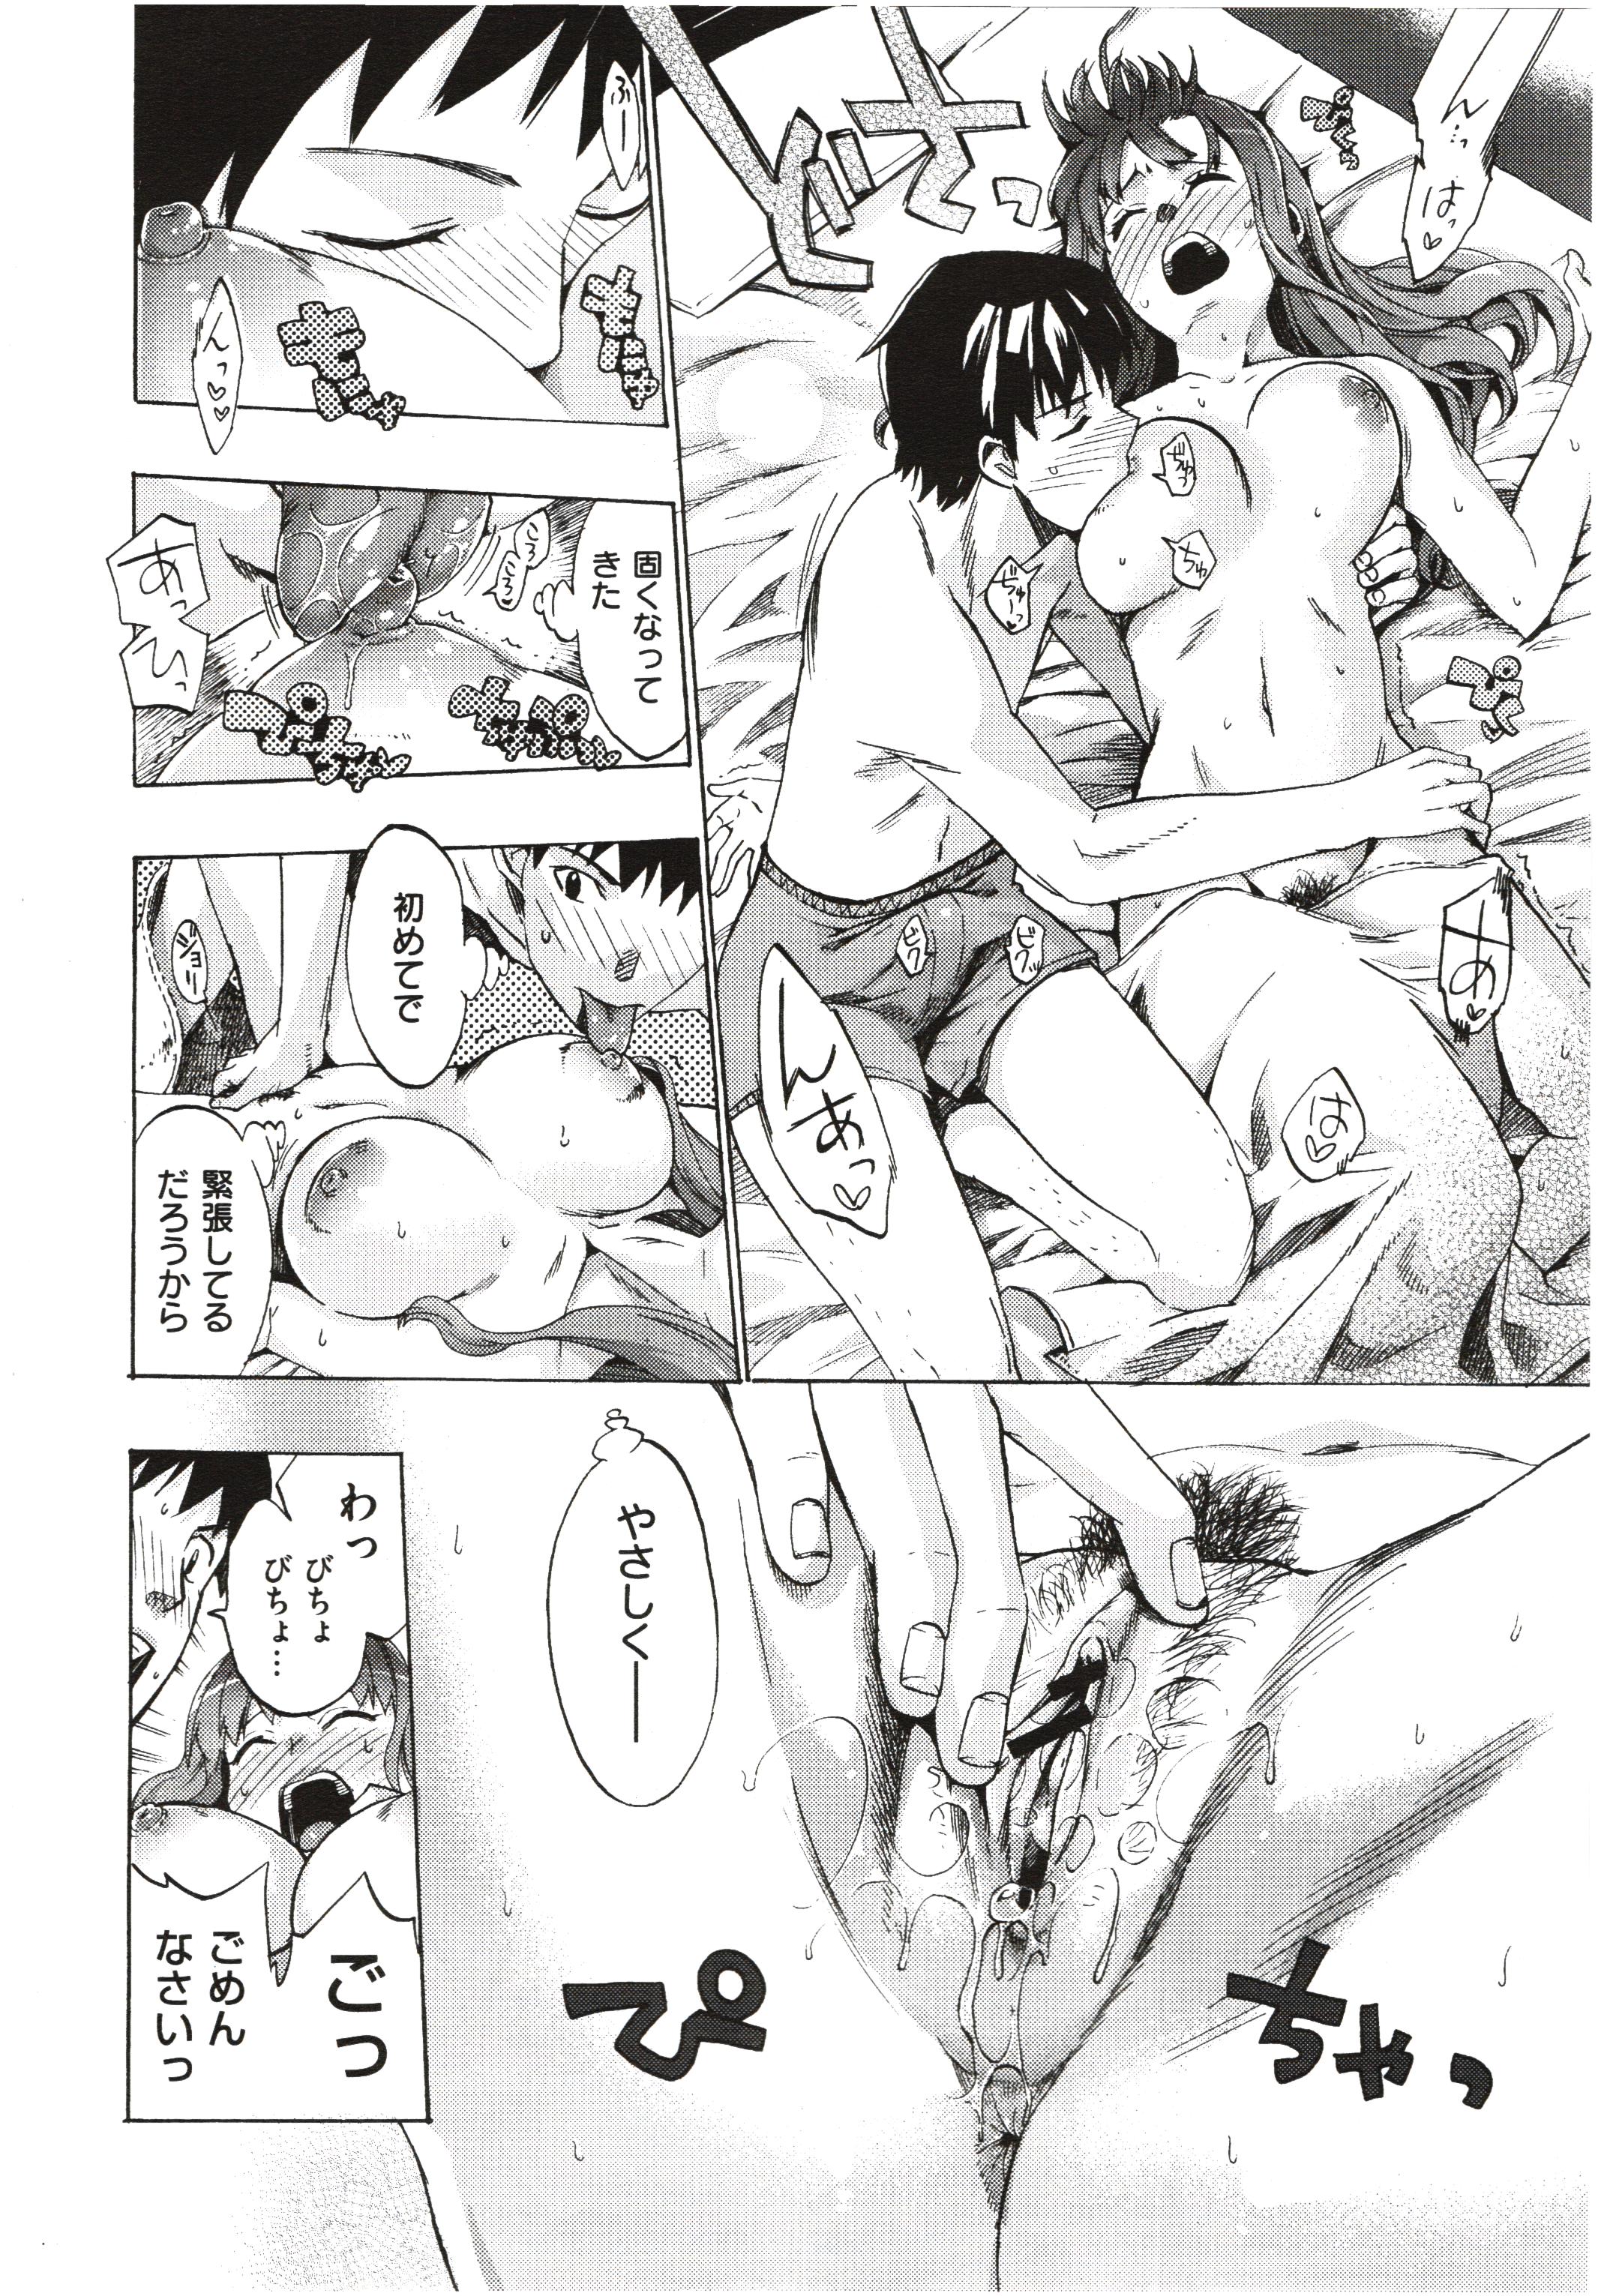 ん…っ
はっ♡
ぢゅっ
ちゅ
ぢゅーっ
あ♡
は♡
ビクッ
ビク
んあっ♡
ふー
んっ♡♡
固くなって
きた
ころ
ころ
あっ
いっ
初めてで
ジョリ
緊張してる
だろうから
やさしく――
ぴ
ちゃっ
わっ
びちょ
びちょ…
ごっ
ごめん
なさいっ